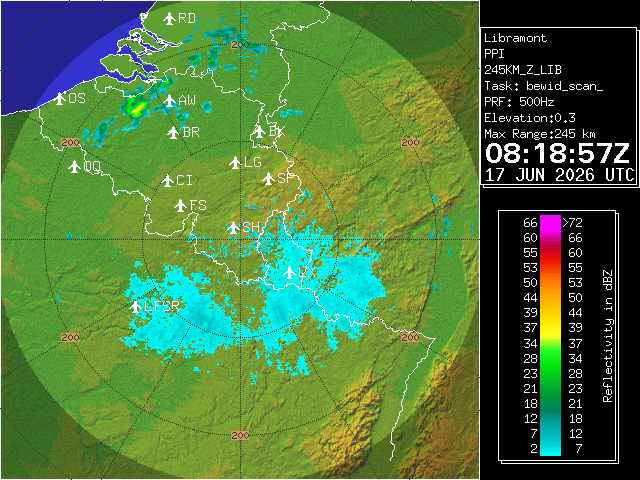 Libramont
PPI
245KM_Z_LIB
Task: bewid_scan_
PRF: 500Hz
Elevation:0.3
Max Range:245 km
08:18:57Z
17 JUN 2026 UTC
RD
200
OS
AW
BR
BK
200
200
OQ
LG
CI
SP
FS
SH
LFSR
200
200
200
66 >72
60 66
55 60
53 55
50 53
44 50
39 44
37 39
34 37
28 34
23 28
21 23
18 21
12 18
7 12
2 7
Reflectivity in dBZ